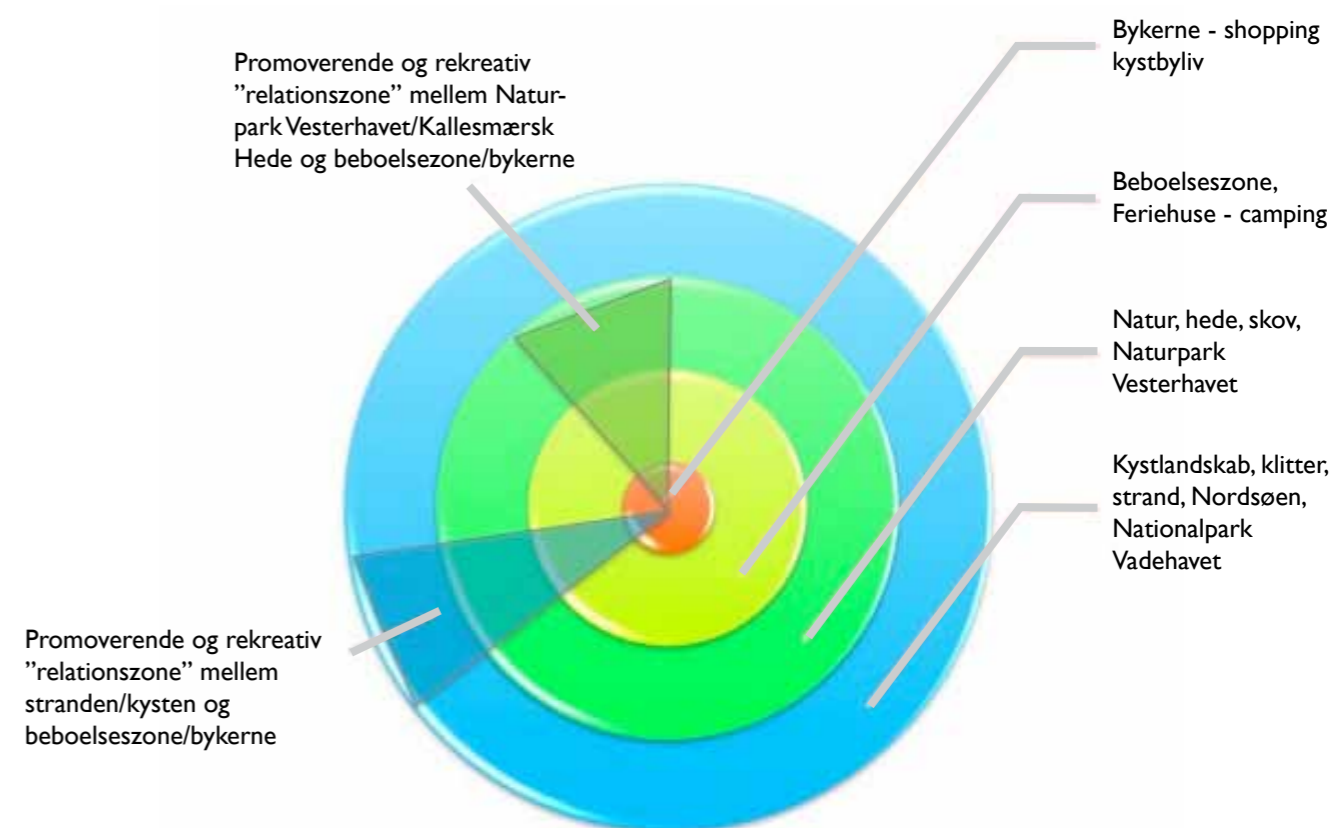 Promoverende og rekreativ
”relationszone” mellem Natur-
park Vesterhavet/Kallesmærsk
Hede og beboelsezone/bykerne
Bykerne - shopping
kystbyliv
Beboelseszone,
Feriehuse - camping
Natur, hede, skov,
Naturpark
Vesterhavet
Kystlandskab, klitter,
strand, Nordsøen,
Nationalpark
Vadehavet
Promoverende og rekreativ
”relationszone” mellem
stranden/kysten og
beboelseszone/bykerne